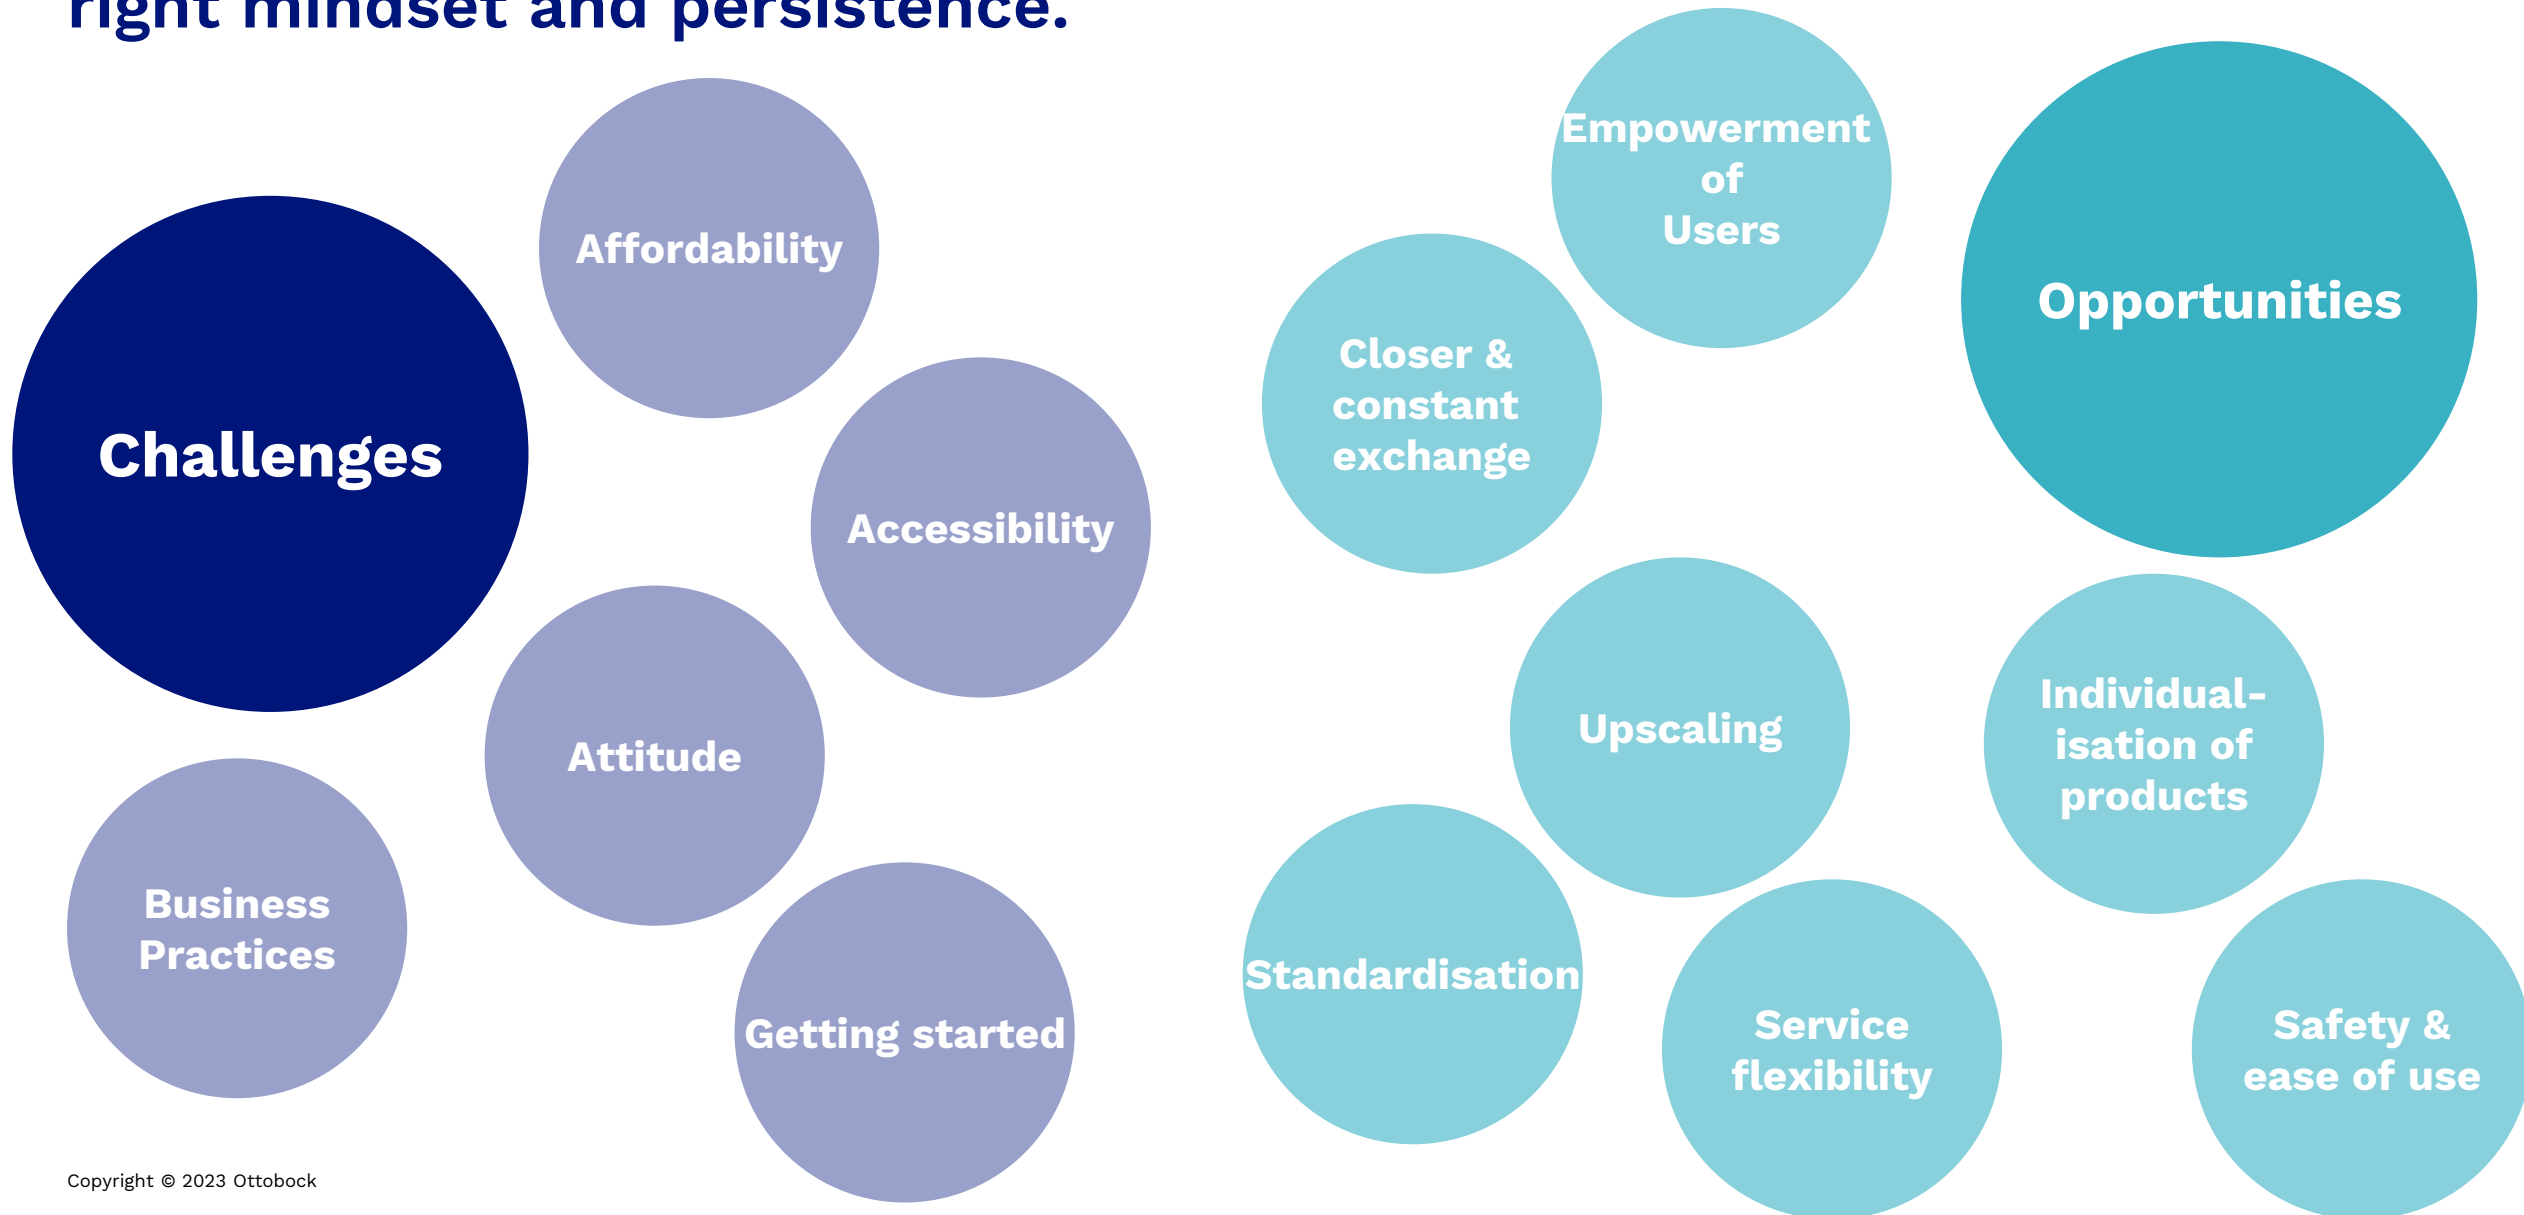 right mindset and persistence.
Challenges
Affordability
Accessibility
Attitude
Business
Practices
Getting started
Empowerment
of
Users
Opportunities
Closer &
constant
exchange
Upscaling
Individual-
isation of
products
Standardisation
Service
flexibility
Safety &
ease of use
Copyright © 2023 Ottobock